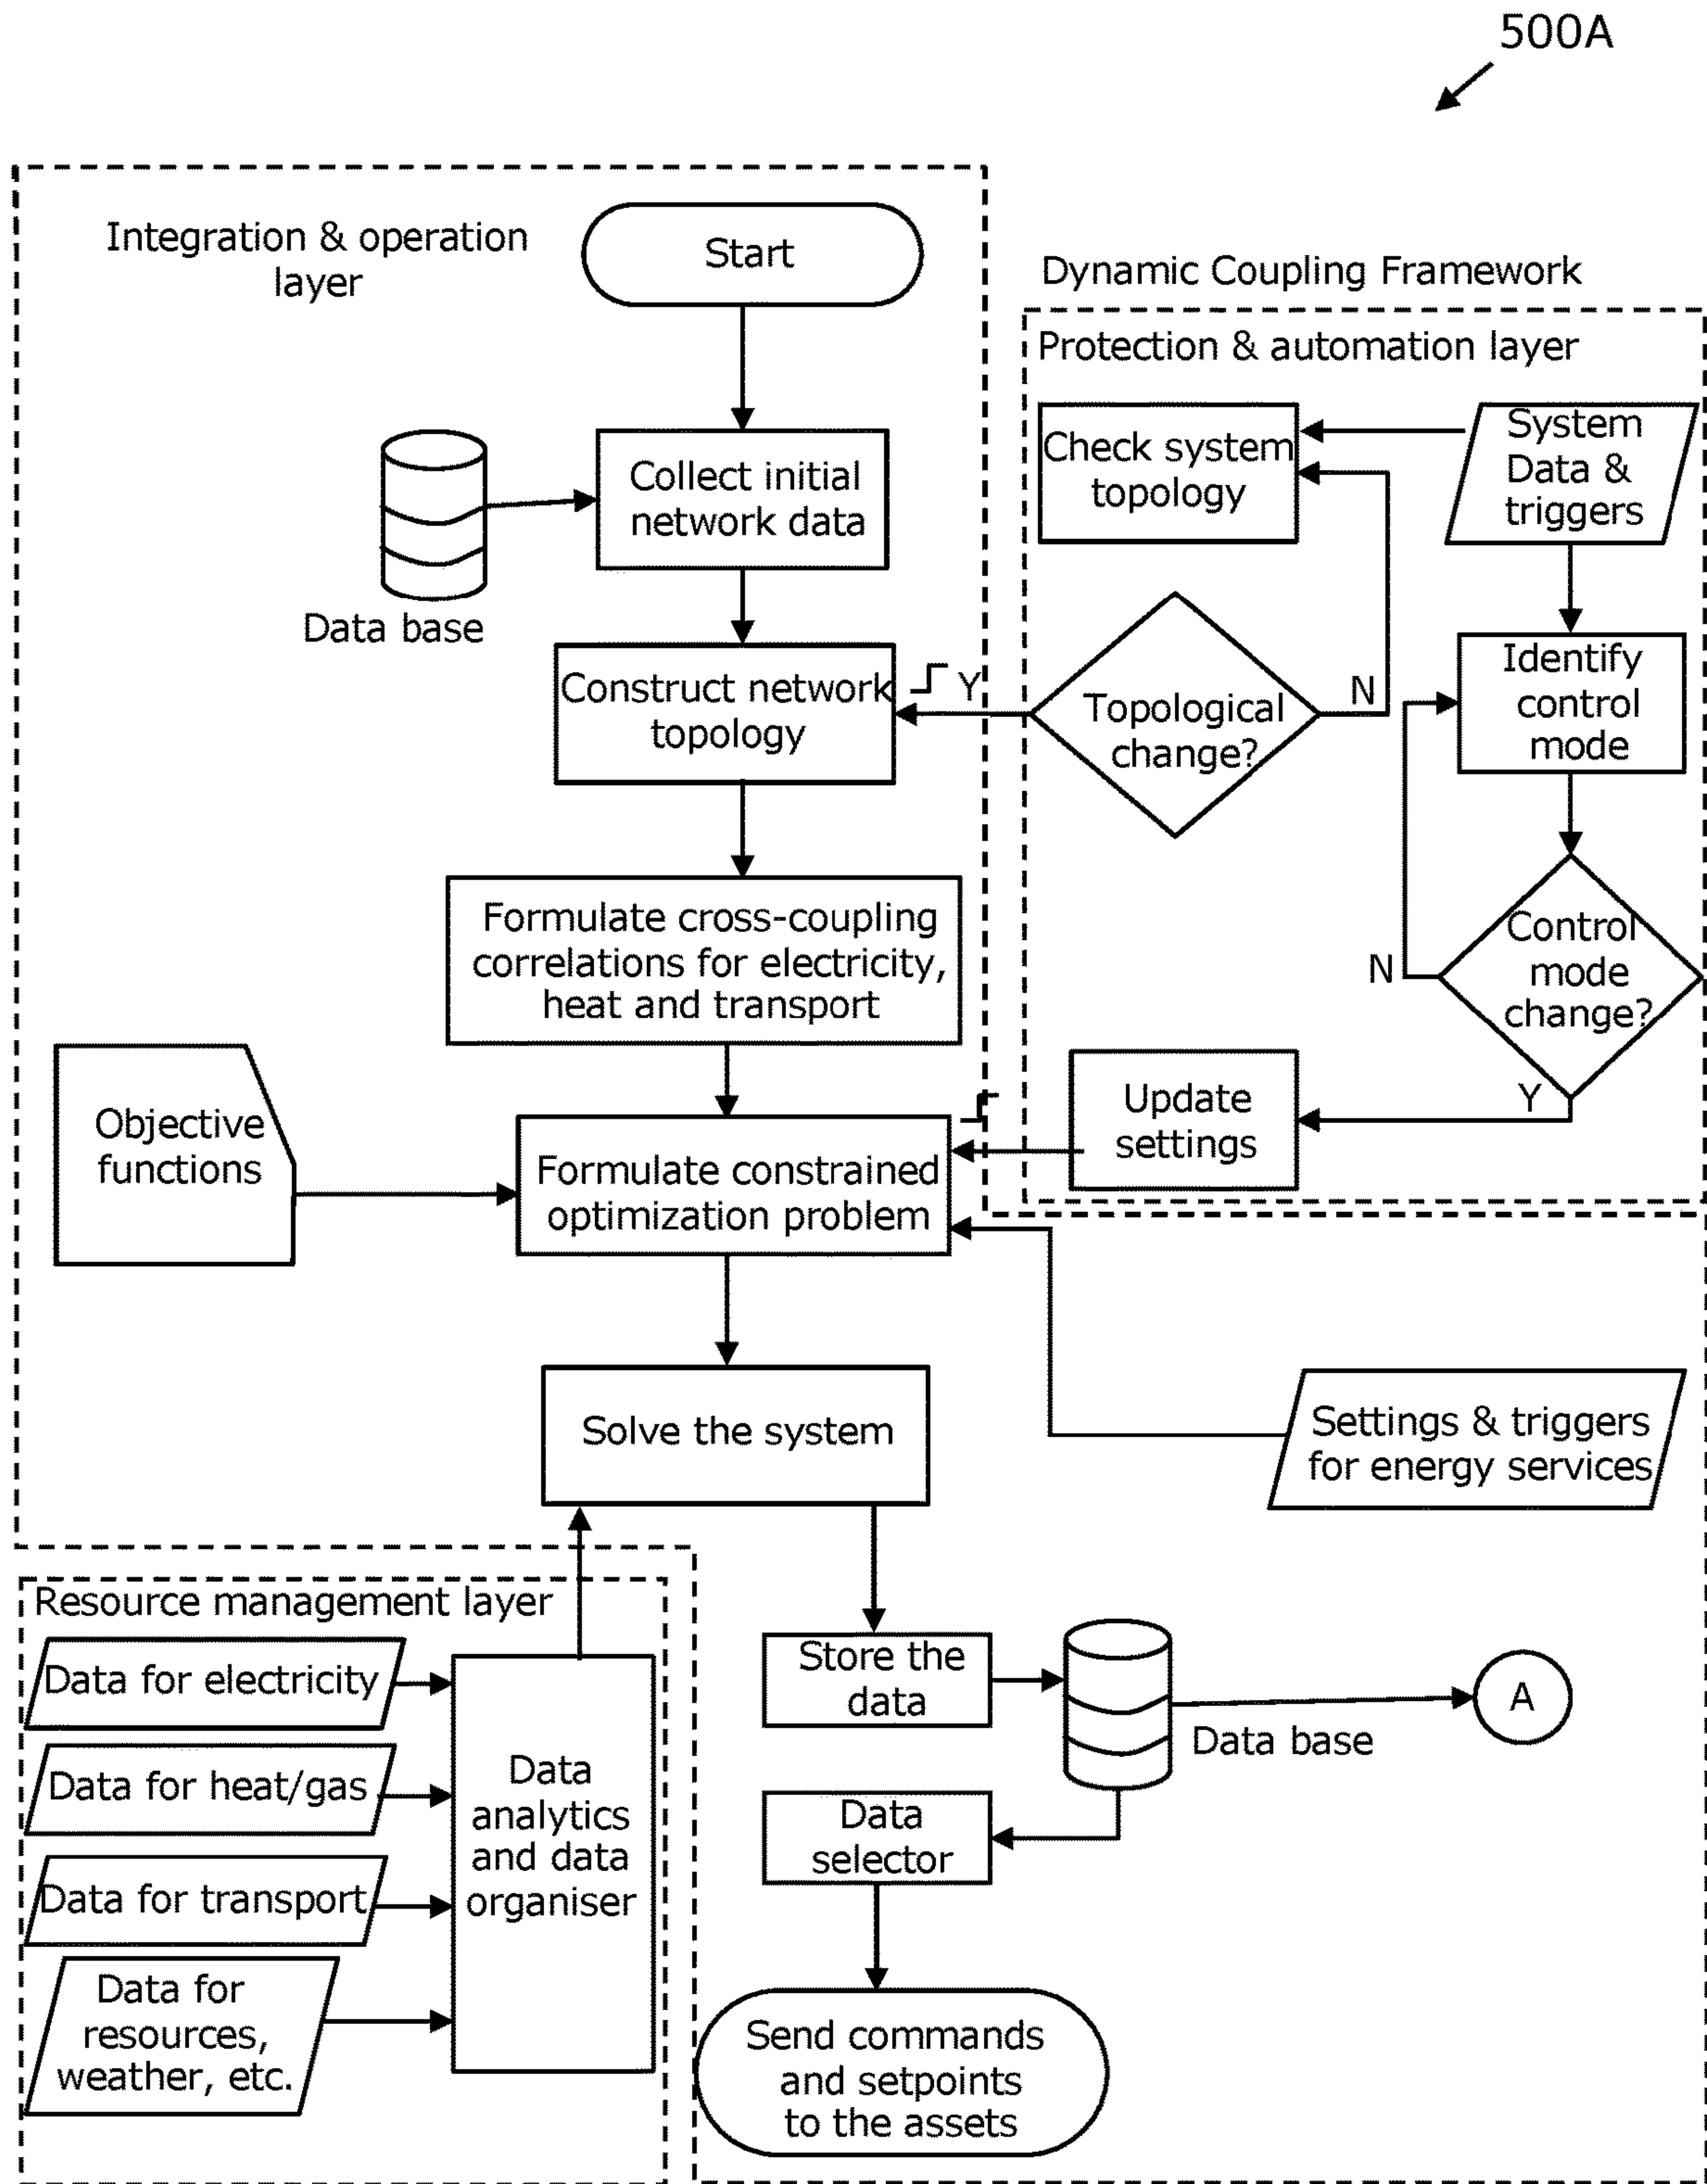 500A
Integration & operation
layer
Start
Dynamic Coupling Framework
Protection & automation layer
Check system
topology
System
Data &
triggers
Collect initial
network data
Data base
Construct network
topology
Y
Topological
change?
N
Identify
control
mode
Formulate cross-coupling
correlations for electricity,
heat and transport
N
Control
mode
change?
Y
Objective
functions
Update
settings
Formulate constrained
optimization problem
Solve the system
Settings & triggers
for energy services
Resource management layer
Data for electricity
Data for heat/gas
Data for transport
Data for
resources,
weather, etc.
Data
analytics
and data
organiser
Store the
data
Data base
A
Data
selector
Send commands
and setpoints
to the assets